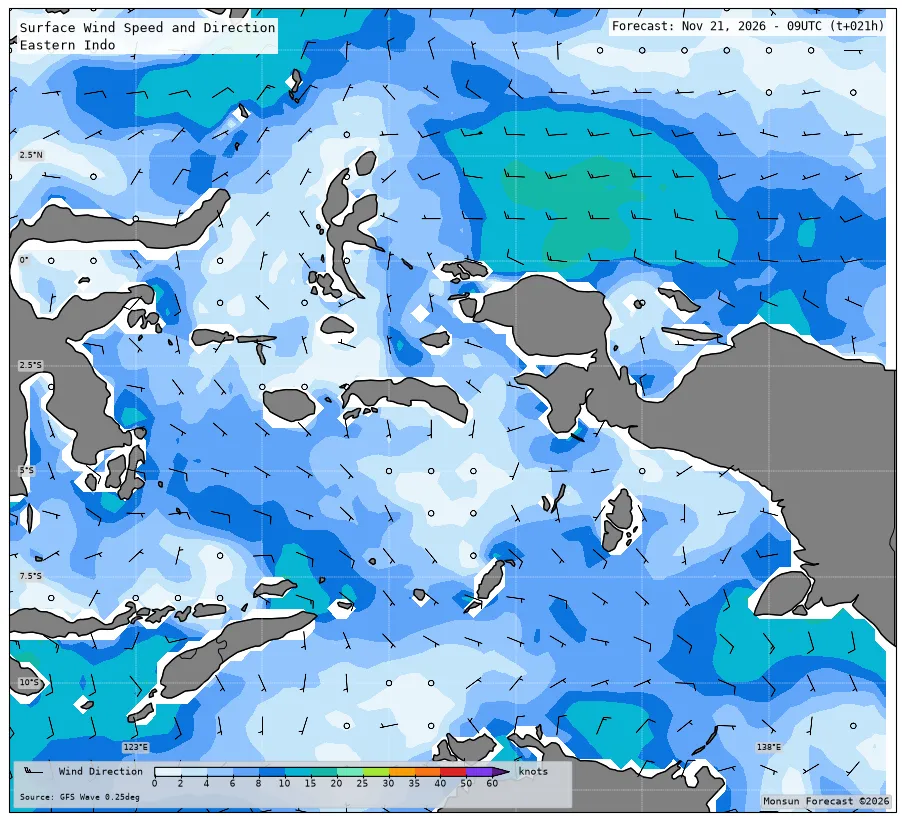 Surface Wind Speed and Direction
Eastern Indo
Forecast: Nov 21, 2026 - 09UTC (t+021h)
2.5°N
0°
2.5°S
5°S
7.5°S
10°S
123°E
138°E
Wind Direction
0 2 4 6 8 10 15 20 25 30 40 50 60
knots
Source: GFS Wave 0.25deg
Monsun Forecast ©2026